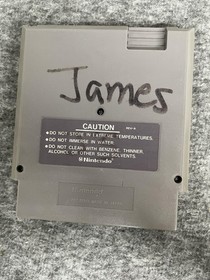 James
CAUTION
•DO NOT STORE IN EXTREME TEMPERATURES.
•DO NOT IMMERSE IN WATER.
•DO NOT CLEAN WITH BENZENE, THINNER,
ALCOHOL OR OTHER SUCH SOLVENTS.
®Nintendo®